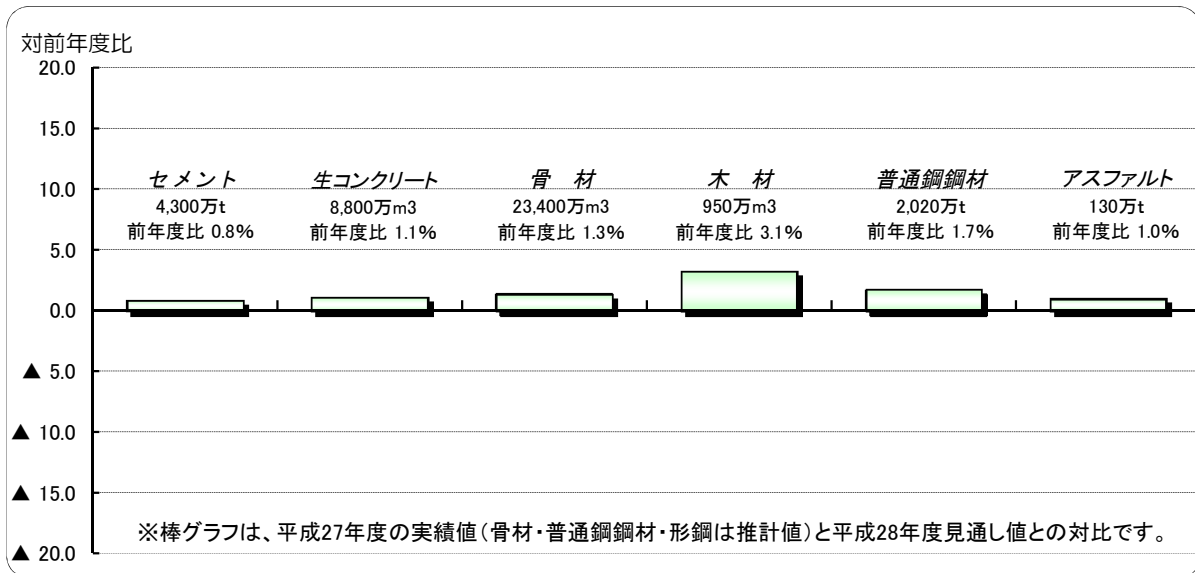 対前年度比
20.0
15.0
10.0
5.0
0.0
▲ 5.0
▲ 10.0
▲ 15.0
▲ 20.0
セメント
4,300万t
前年度比 0.8%
生コンクリート
8,800万m3
前年度比 1.1%
骨 材
23,400万m3
前年度比 1.3%
木 材
950万m3
前年度比 3.1%
普通鋼鋼材
2,020万t
前年度比 1.7%
アスファルト
130万t
前年度比 1.0%
※棒グラフは、平成27年度の実績値(骨材・普通鋼鋼材・形鋼は推計値)と平成28年度見通し値との対比です。